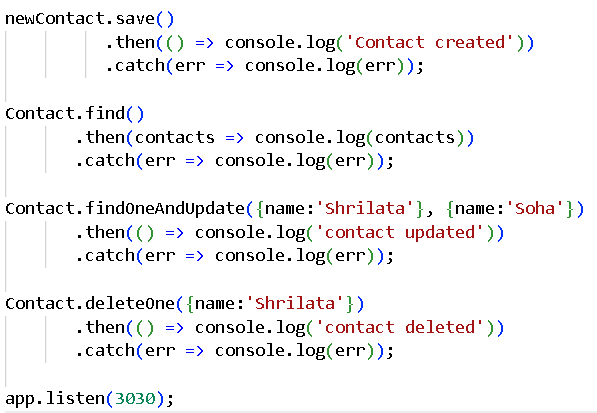 newContact.save()
.then(() => console.log('Contact created'))
.catch(err => console.log(err));
Contact.find()
.then(contacts => console.log(contacts))
.catch(err => console.log(err));
Contact.findOneAndUpdate({name:'Shrilata'}, {name:'Soha'})
.then(() => console.log('contact updated'))
.catch(err => console.log(err));
Contact.deleteOne({name:'Shrilata'})
.then(() => console.log('contact deleted'))
.catch(err => console.log(err));
app.listen(3030);